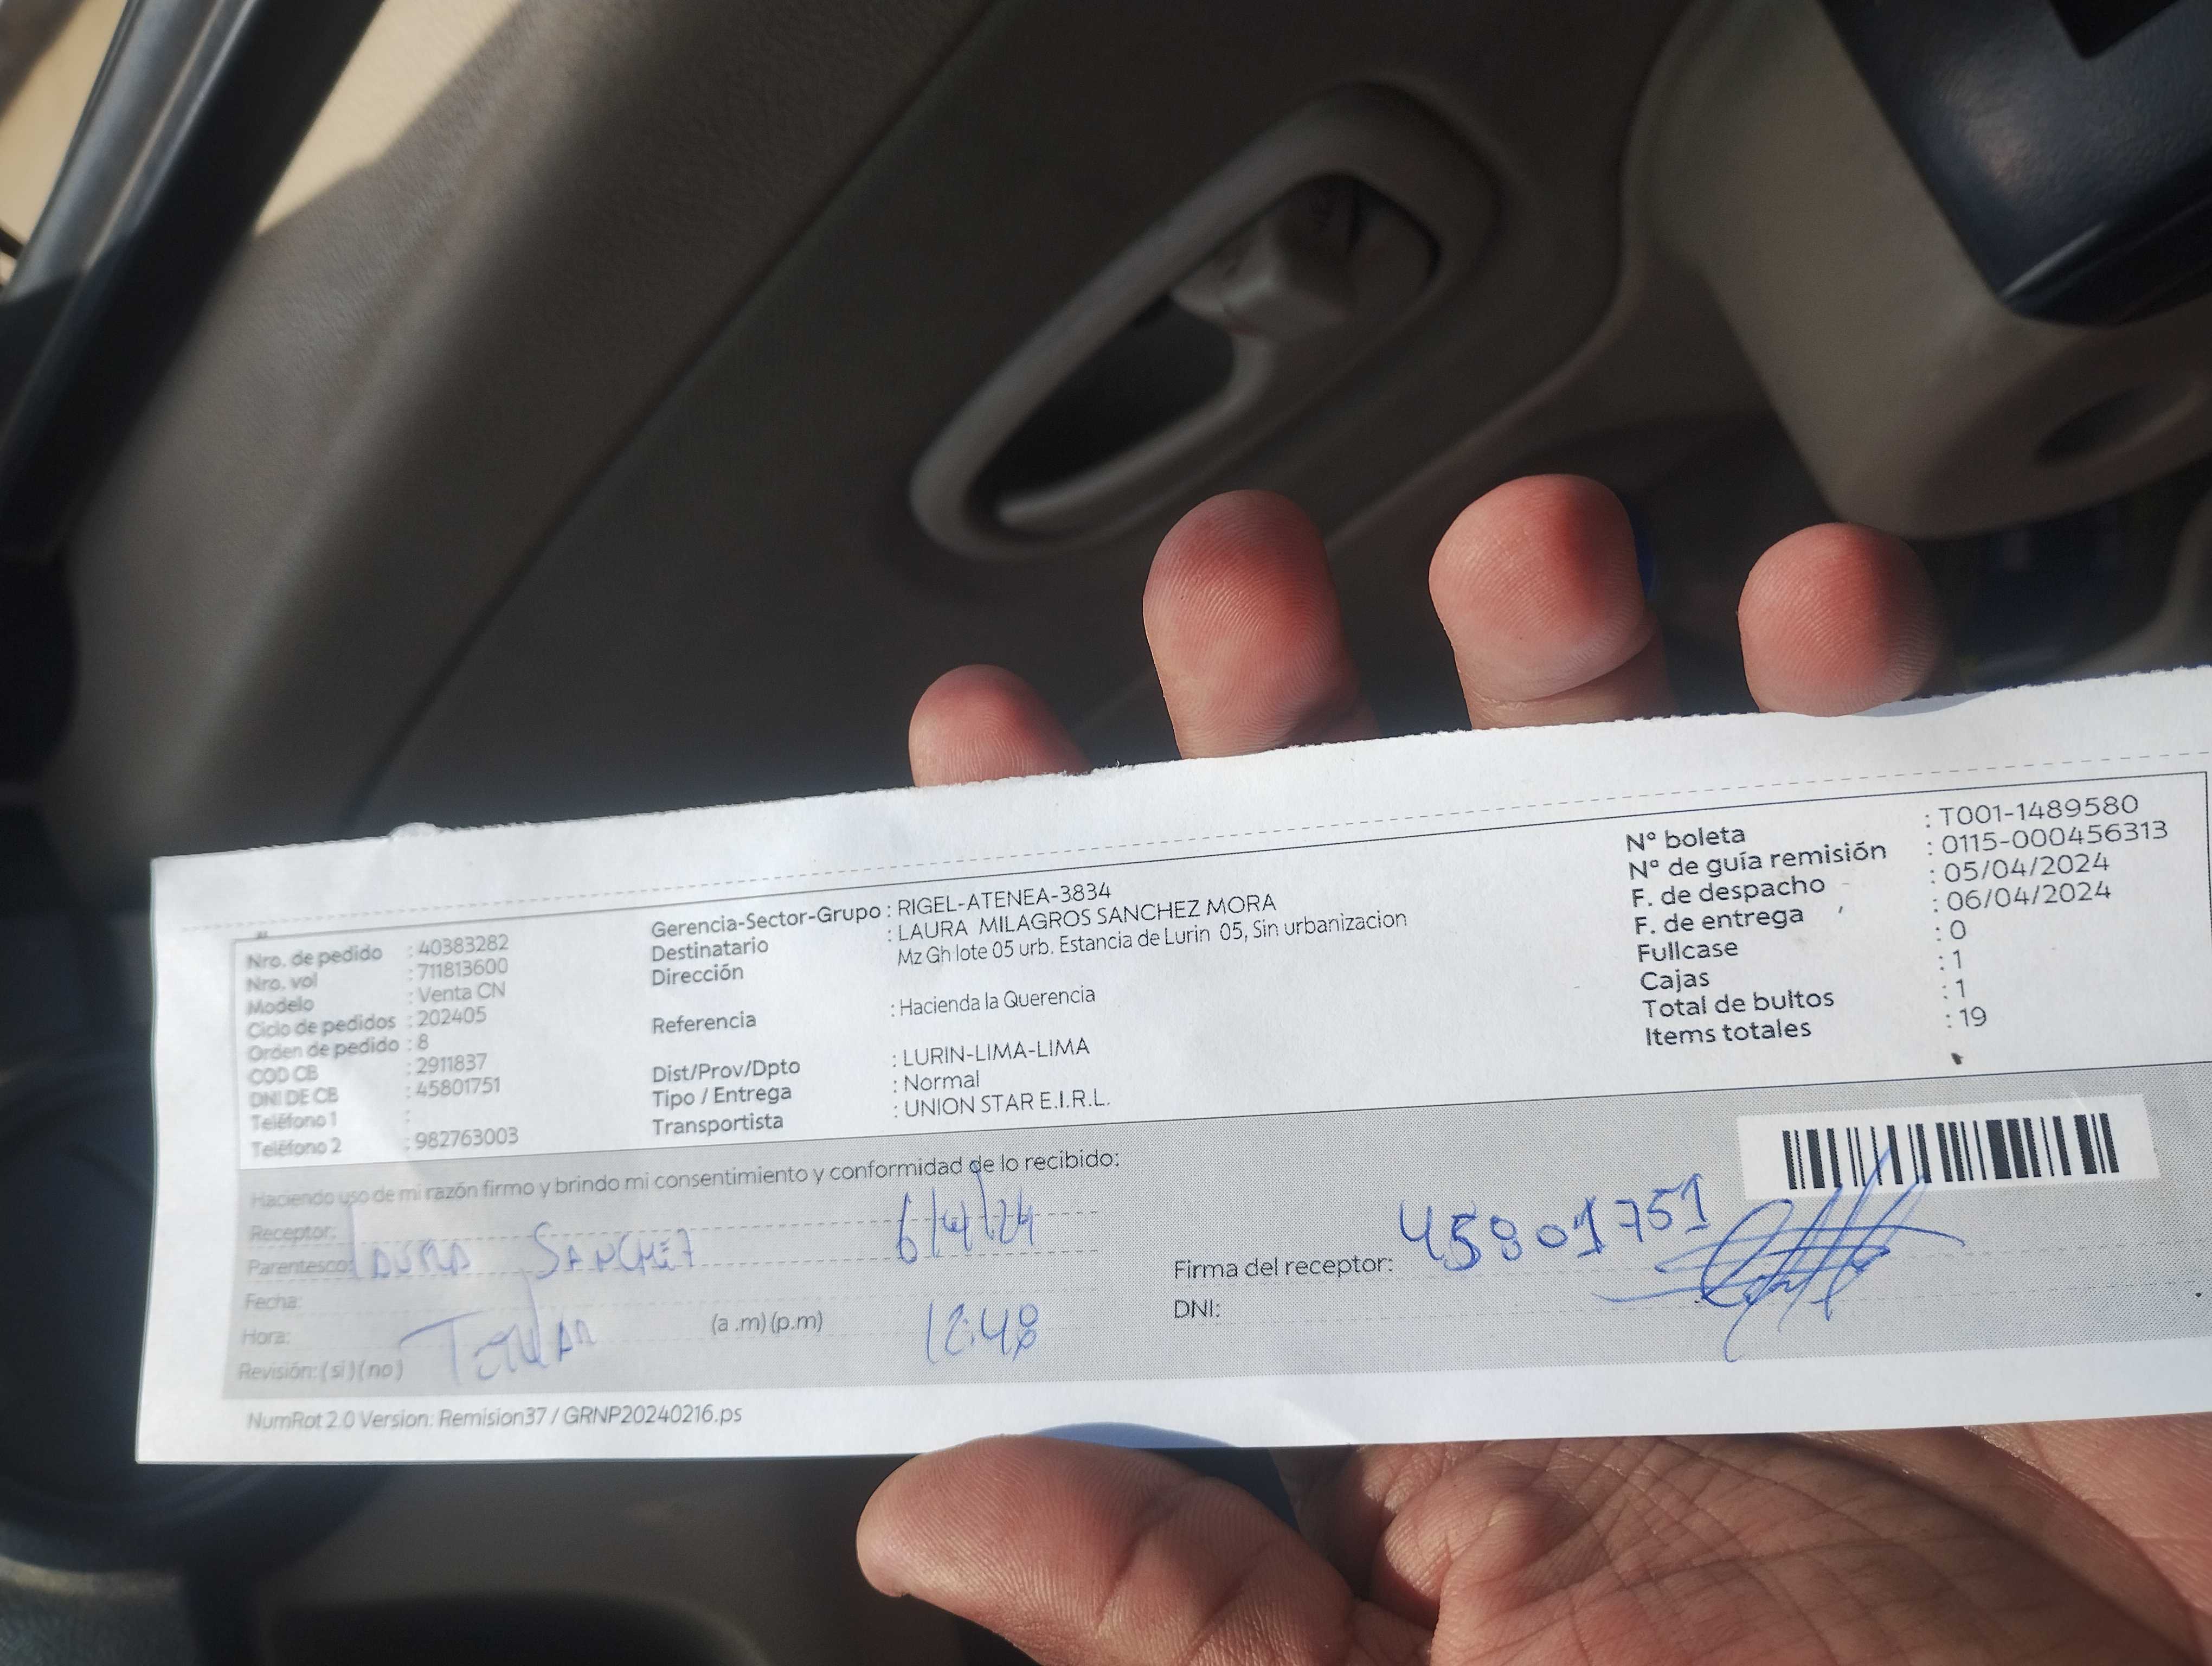 Nro. de pedido : 40383282
Nro. vol : 711813600
Modelo : Venta CN
Ciclo de pedidos : 202405
Orden de pedido : 8
COD CB : 2911837
DNI DE CB : 45801751
Teléfono 1 :
Teléfono 2 : 982763003
Gerencia-Sector-Grupo : RIGEL-ATENEA-3834
Destinatario : LAURA MILAGROS SANCHEZ MORA
Dirección Mz Gh lote 05 urb. Estancia de Lurin 05, Sin urbanizacion
Referencia : Hacienda la Querencia
Dist/Prov/Dpto : LURIN-LIMA-LIMA
Tipo / Entrega : Normal
Transportista : UNION STAR E.I.R.L.
N° boleta : T001-1489580
N° de guía remisión : 0115-000456313
F. de despacho : 05/04/2024
F. de entrega : 06/04/2024
Fullcase : 0
Cajas : 1
Total de bultos : 1
Items totales : 19
Haciendo uso de mi razón firmo y brindo mi consentimiento y conformidad de lo recibido:
Receptor:
Parentesco: LAURA SANCHEZ 6/4/24
Fecha:
Hora: (a .m) (p.m) 12:48
Revisión: ( si ) ( no ) TITULAR
Firma del receptor: 45801751
DNI:
NumRot 2.0 Version: Remision37 / GRNP20240216.ps